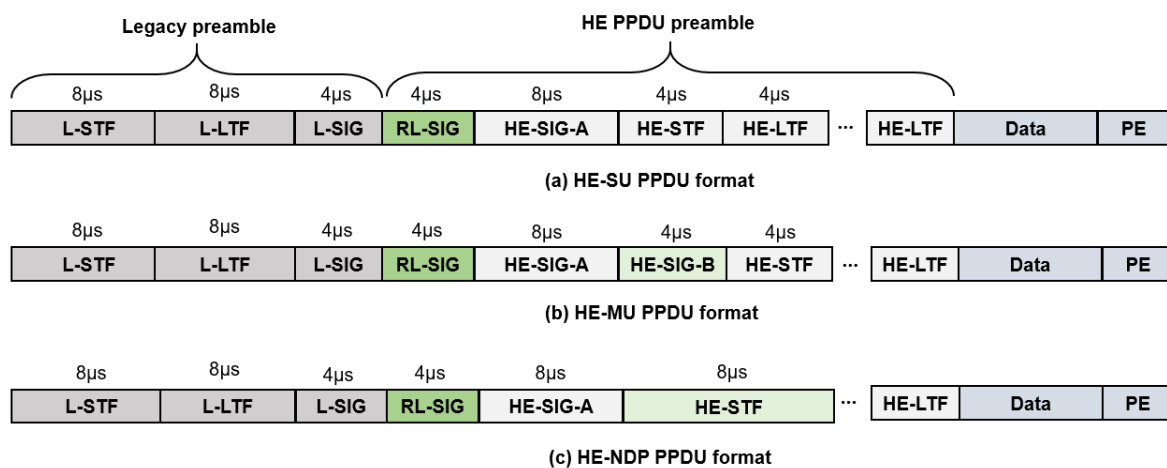 Legacy preamble HE PPDU preamble
8µs 8µs 4µs 4µs 8µs 4µs 4µs
L-STF L-LTF L-SIG RL-SIG HE-SIG-A HE-STF HE-LTF ... HE-LTF Data PE
(a) HE-SU PPDU format
8µs 8µs 4µs 4µs 8µs 4µs 4µs
L-STF L-LTF L-SIG RL-SIG HE-SIG-A HE-SIG-B HE-STF ... HE-LTF Data PE
(b) HE-MU PPDU format
8µs 8µs 4µs 4µs 8µs 8µs
L-STF L-LTF L-SIG RL-SIG HE-SIG-A HE-STF ... HE-LTF Data PE
(c) HE-NDP PPDU format